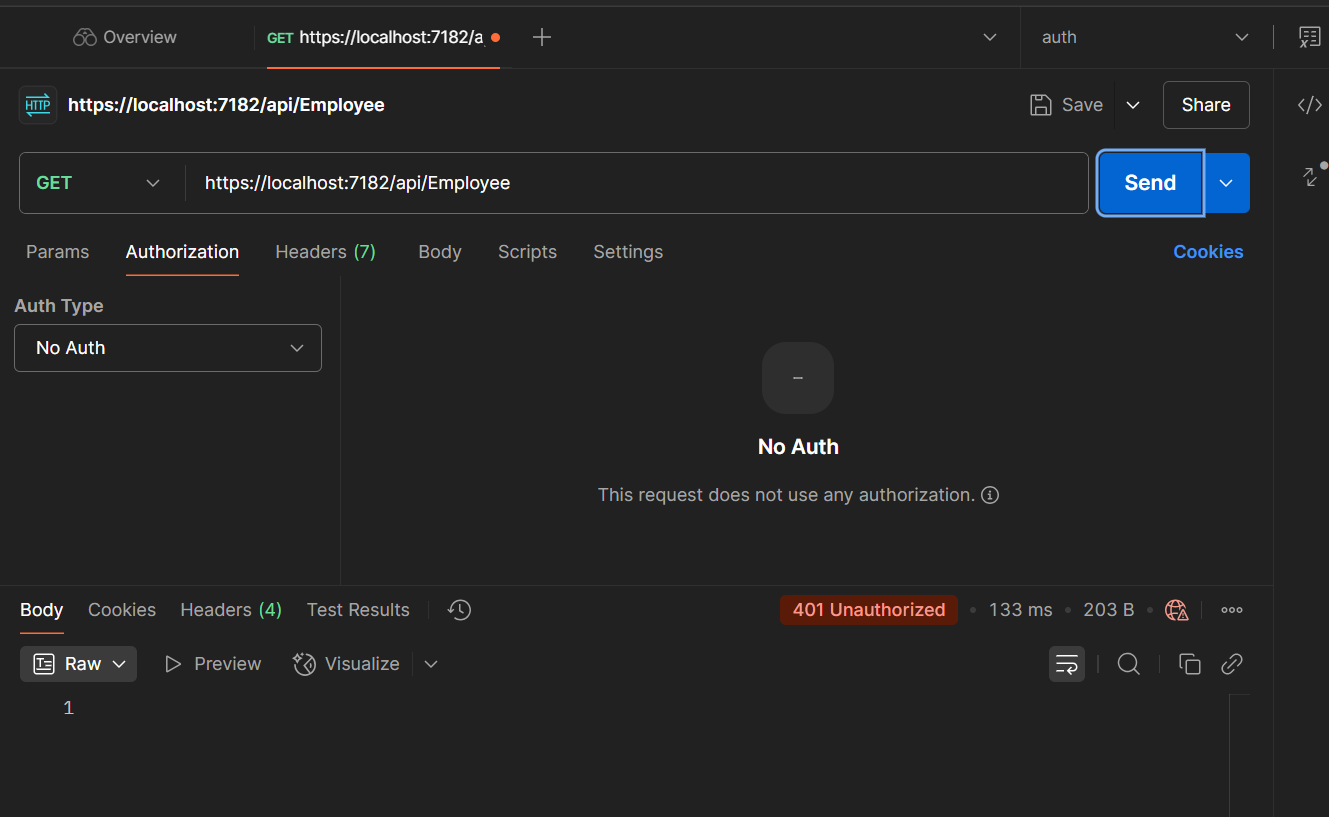 Overview GET https://localhost:7182/a auth
HTTP https://localhost:7182/api/Employee Save Share
GET https://localhost:7182/api/Employee Send
Params Authorization Headers (7) Body Scripts Settings Cookies
Auth Type
No Auth
No Auth
This request does not use any authorization.
Body Cookies Headers (4) Test Results 401 Unauthorized • 133 ms • 203 B
Raw Preview Visualize
1